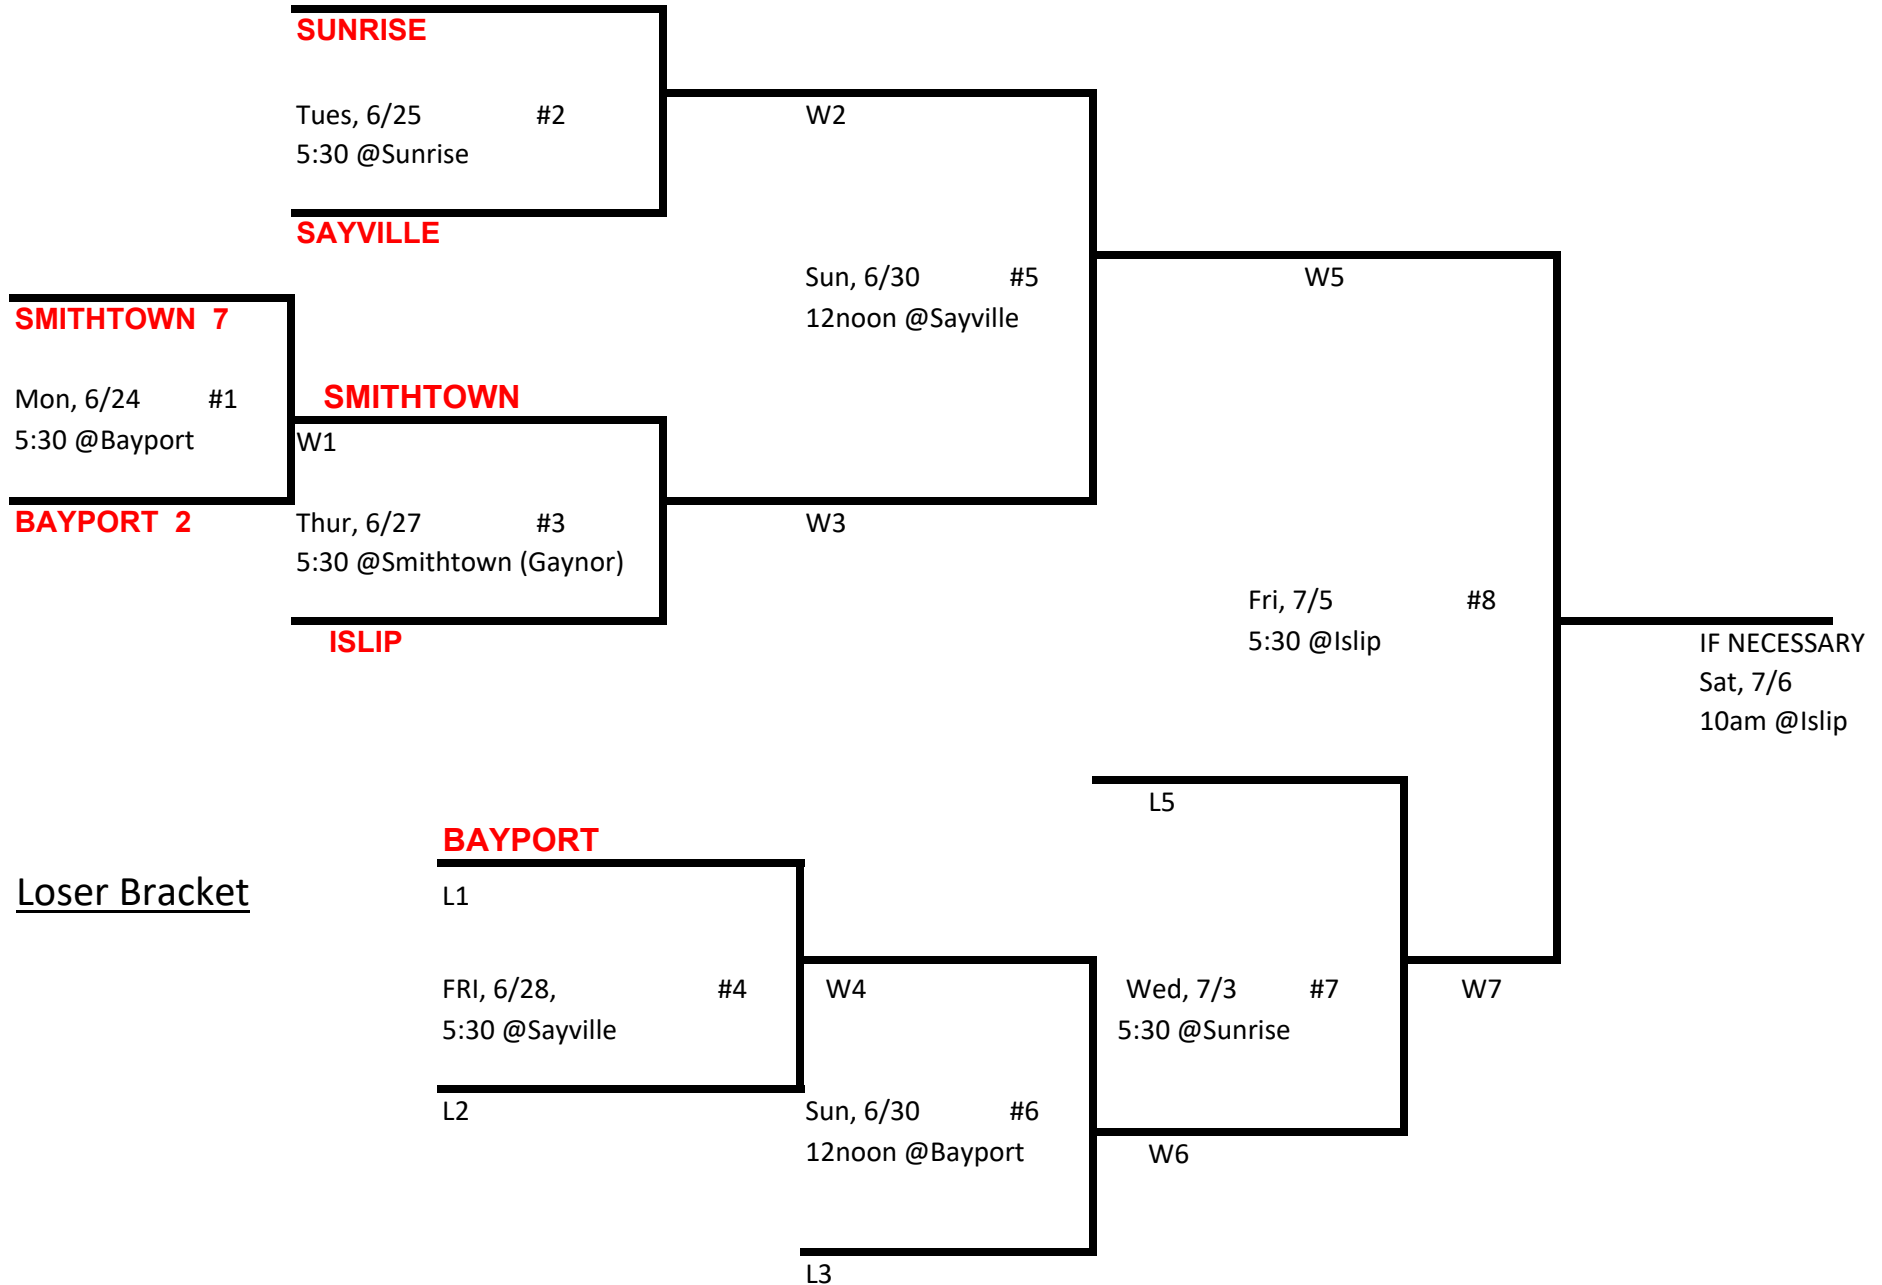 SUNRISE
Tues, 6/25 #2
5:30 @Sunrise
SAYVILLE
W2
Sun, 6/30 #5
12noon @Sayville
W5
SMITHTOWN 7
Mon, 6/24 #1
5:30 @Bayport
BAYPORT 2
SMITHTOWN
W1
Thur, 6/27 #3
5:30 @Smithtown (Gaynor)
ISLIP
W3
Fri, 7/5 #8
5:30 @Islip
IF NECESSARY
Sat, 7/6
10am @Islip
Loser Bracket
BAYPORT
L1
FRI, 6/28, #4
5:30 @Sayville
L2
W4
Sun, 6/30 #6
12noon @Bayport
L3
L5
Wed, 7/3 #7
5:30 @Sunrise
W6
W7